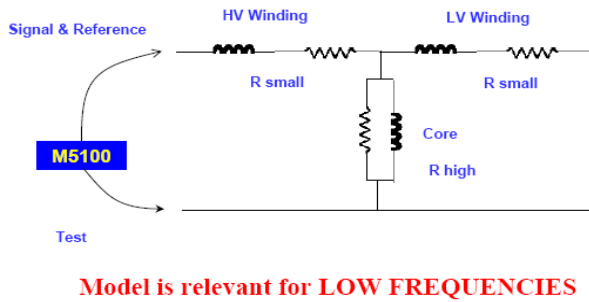 HV Winding
LV Winding
Signal & Reference
R small
R small
Core
M5100
R high
Test
Model is relevant for LOW FREQUENCIES